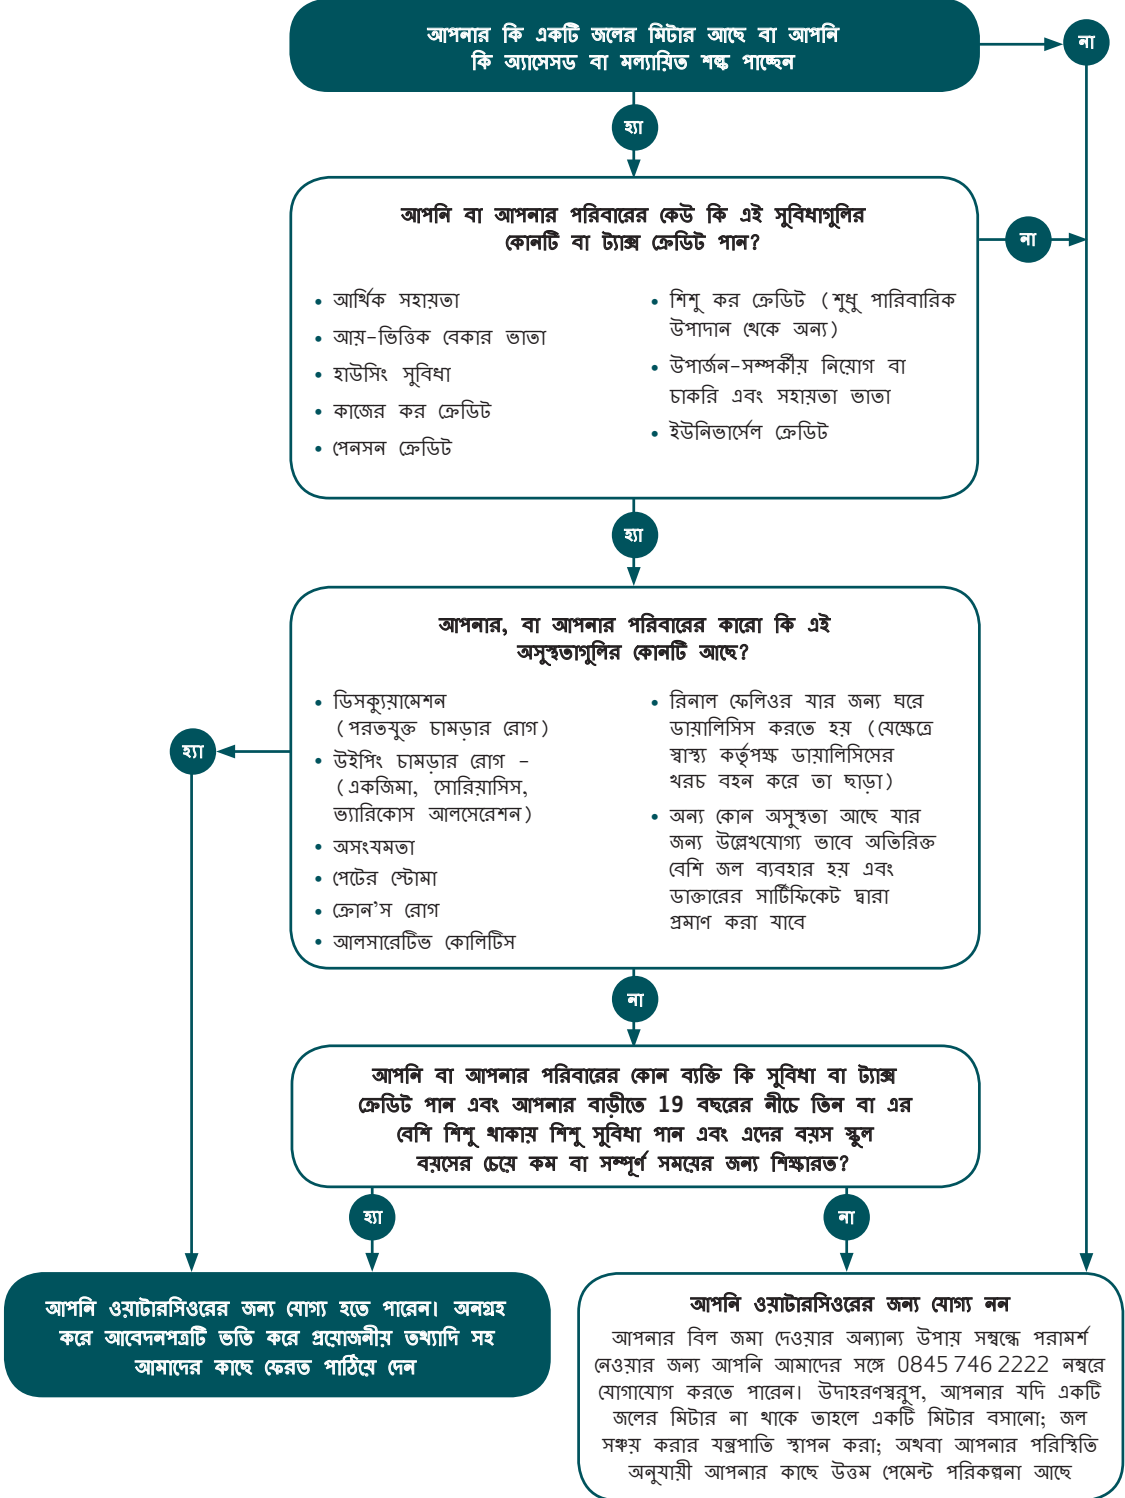 আপনার কি একটি জলের মিটার আছে বা আপনি
কি অ্যাসেসড বা মল্যায়িত শল্ক পাচ্ছেন
না
হ্যা
আপনি বা আপনার পরিবারের কেউ কি এই সুবিধাগুলির
কোনটি বা ট্যাক্স ক্রেডিট পান?
না
• আর্থিক সহায়তা
• আয়-ভিত্তিক বেকার ভাতা
• হাউসিং সুবিধা
• কাজের কর ক্রেডিট
• পেনসন ক্রেডিট
• শিশু কর ক্রেডিট (শুধু পারিবারিক
উপাদান থেকে অন্য)
• উপার্জন-সম্পর্কীয় নিয়োগ বা
চাকরি এবং সহায়তা ভাতা
• ইউনিভার্সেল ক্রেডিট
হ্যা
আপনার, বা আপনার পরিবারের কারো কি এই
অসুস্থতাগুলির কোনটি আছে?
হ্যা
• ডিসক্যুয়ামেশন
(পরতযুক্ত চামড়ার রোগ)
• উইপিং চামড়ার রোগ -
(একজিমা, সোরিয়াসিস,
ভ্যারিকোস আলসেরেশন)
• অসংযমতা
• পেটের স্টোমা
• ক্রোন'স রোগ
• আলসারেটিভ কোলিটিস
• রিনাল ফেলিওর যার জন্য ঘরে
ডায়ালিসিস করতে হয় (যেক্ষেত্রে
স্বাস্থ্য কর্তৃপক্ষ ডায়ালিসিসের
খরচ বহন করে তা ছাড়া)
• অন্য কোন অসুস্থতা আছে যার
জন্য উল্লেখযোগ্য ভাবে অতিরিক্ত
বেশি জল ব্যবহার হয় এবং
ডাক্তারের সার্টিফিকেট দ্বারা
প্রমাণ করা যাবে
না
আপনি বা আপনার পরিবারের কোন ব্যক্তি কি সুবিধা বা ট্যাক্স
ক্রেডিট পান এবং আপনার বাড়ীতে 19 বছরের নীচে তিন বা এর
বেশি শিশু থাকায় শিশু সুবিধা পান এবং এদের বয়স স্কুল
বয়সের চেয়ে কম বা সম্পূর্ণ সময়ের জন্য শিক্ষারত?
হ্যা
না
আপনি ওয়াটারসিওরের জন্য যোগ্য হতে পারেন। অনগ্রহ
করে আবেদনপত্রটি ভতি করে প্রয়োজনীয় তথ্যাদি সহ
আমাদের কাছে ফেরত পাঠিয়ে দেন
আপনি ওয়াটারসিওরের জন্য যোগ্য নন
আপনার বিল জমা দেওয়ার অন্যান্য উপায় সম্বন্ধে পরামর্শ
নেওয়ার জন্য আপনি আমাদের সঙ্গে 0845 746 2222 নম্বরে
যোগাযোগ করতে পারেন। উদাহরণস্বরুপ, আপনার যদি একটি
জলের মিটার না থাকে তাহলে একটি মিটার বসানো; জল
সঞ্চয় করার যন্ত্রপাতি স্থাপন করা; অথবা আপনার পরিস্থিতি
অনুযায়ী আপনার কাছে উত্তম পেমেন্ট পরিকল্পনা আছে